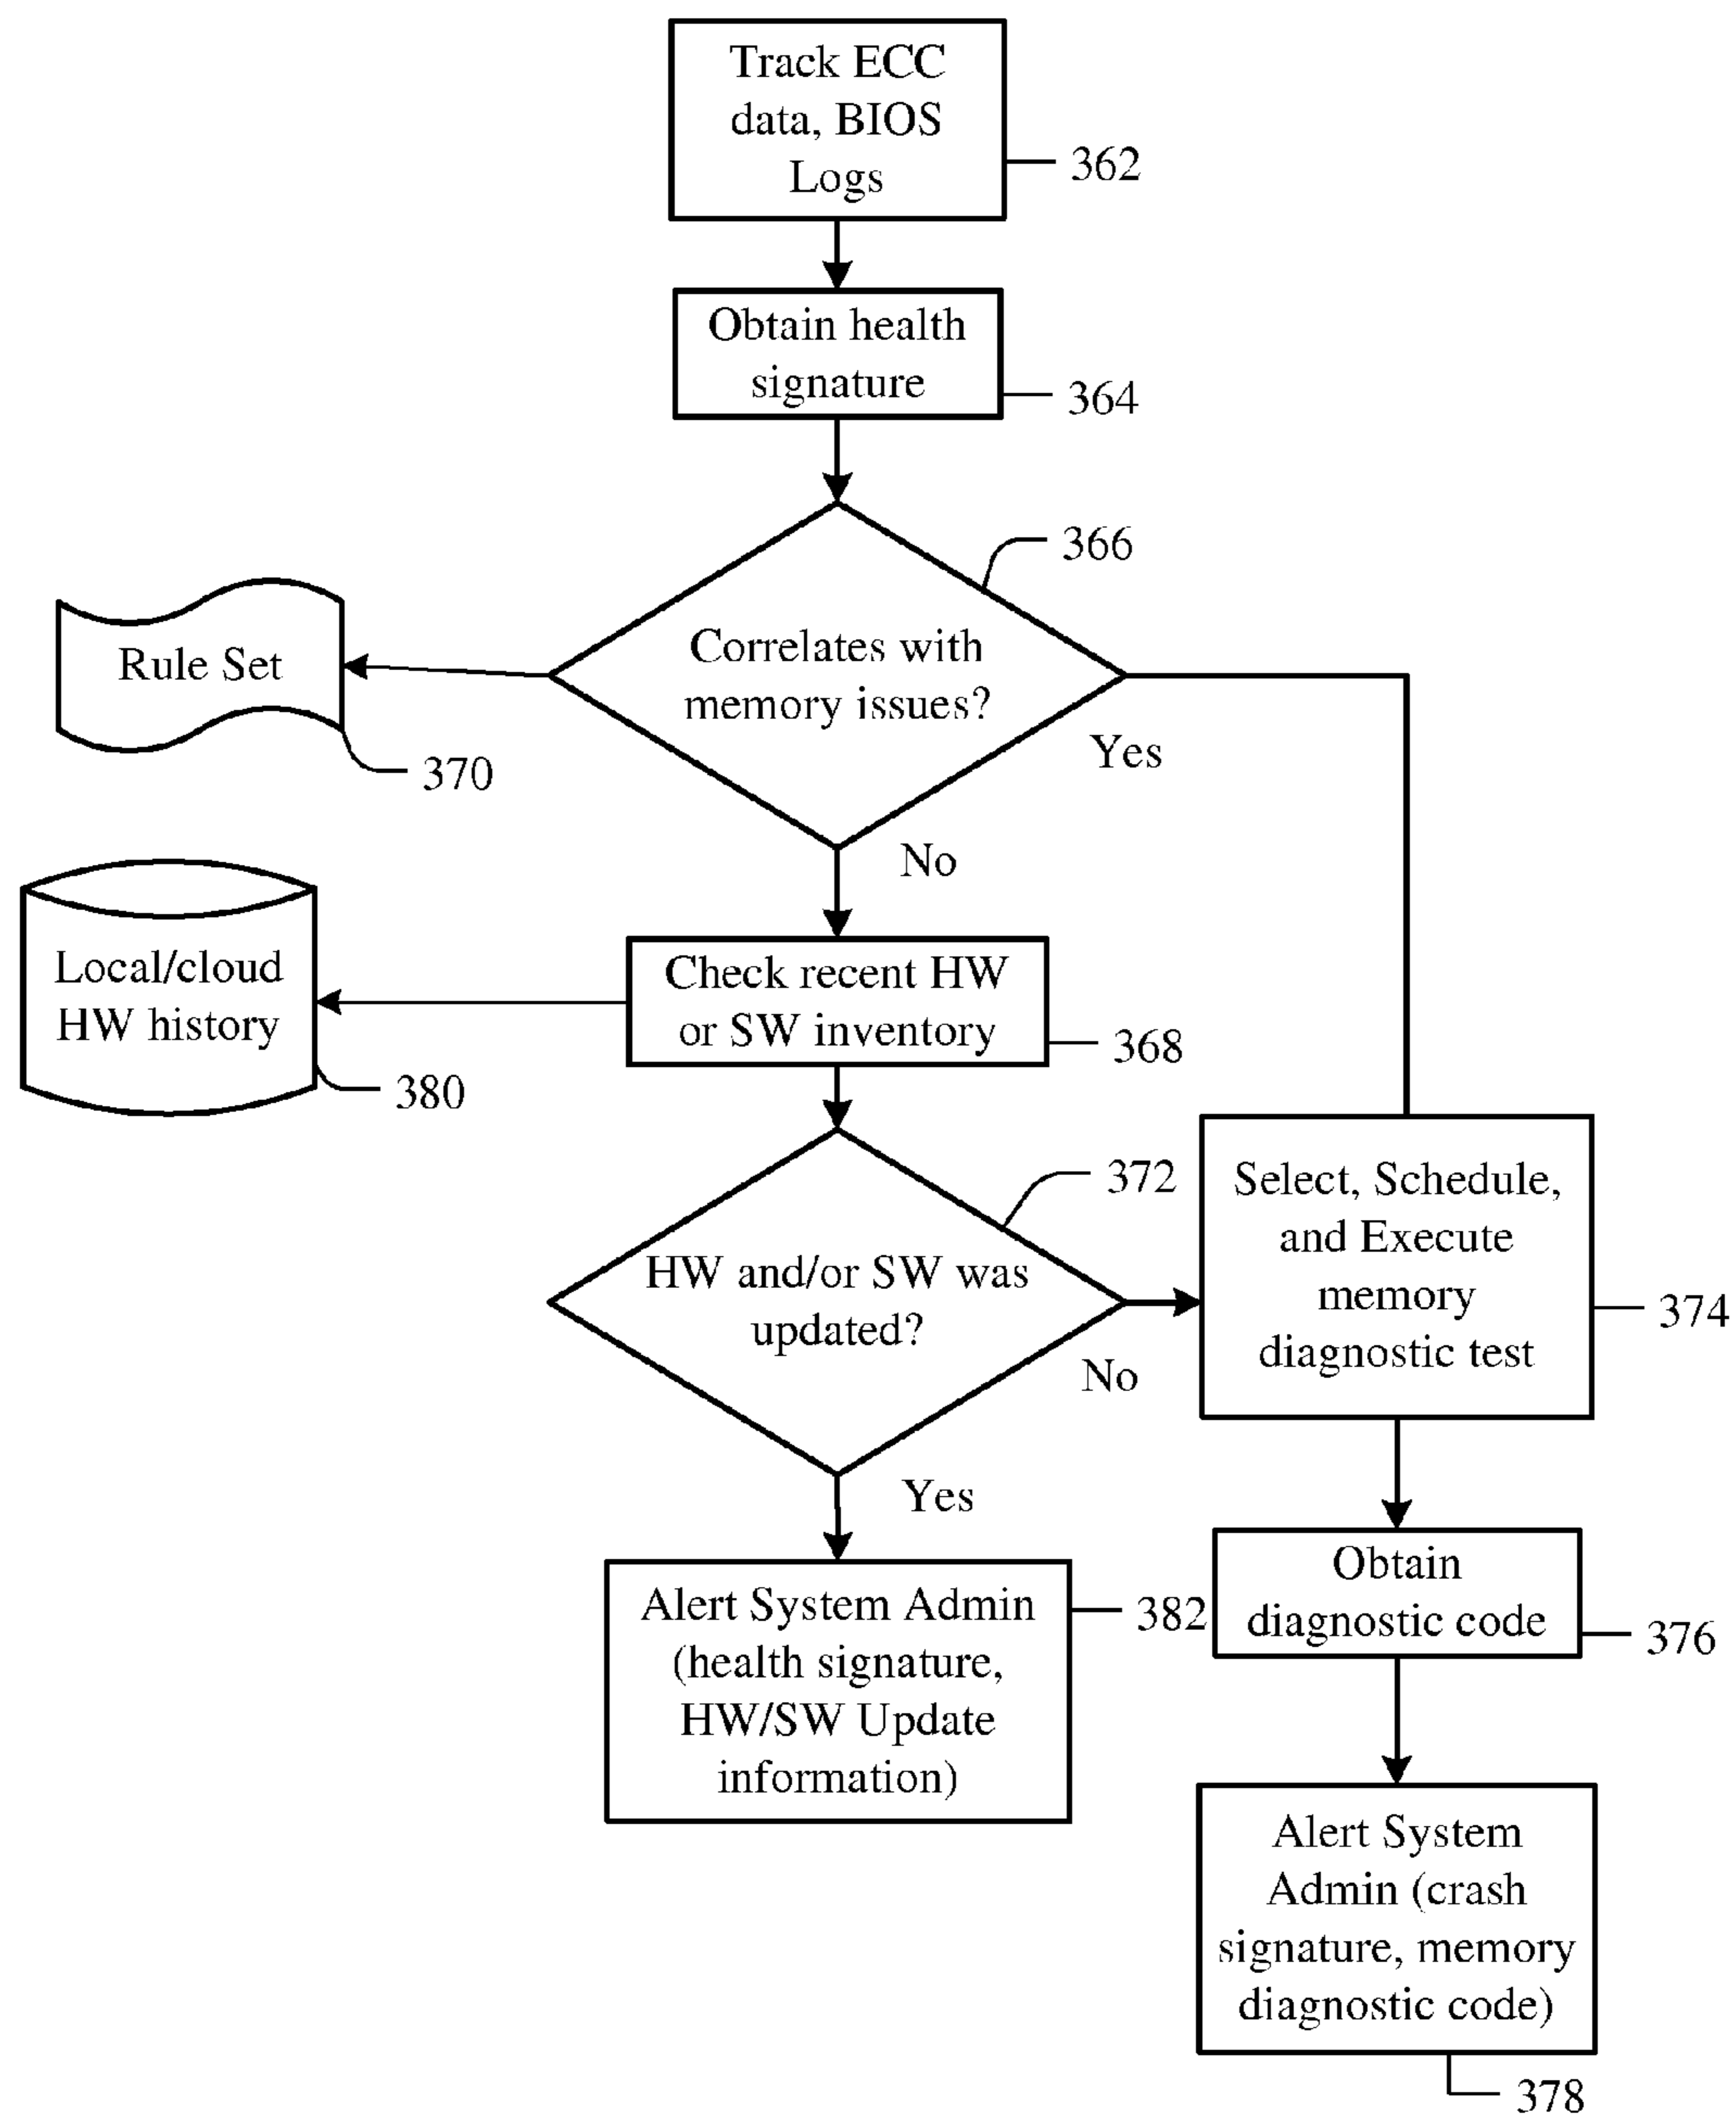 Track ECC
data, BIOS
Logs
362
Obtain health
signature
364
366
Correlates with
memory issues?
Rule Set
370
Yes
No
Local/cloud
HW history
380
Check recent HW
or SW inventory
368
372
HW and/or SW was
updated?
No
Yes
Select, Schedule,
and Execute
memory
diagnostic test
374
Alert System Admin
(health signature,
HW/SW Update
information)
382
Obtain
diagnostic code
376
Alert System
Admin (crash
signature, memory
diagnostic code)
378